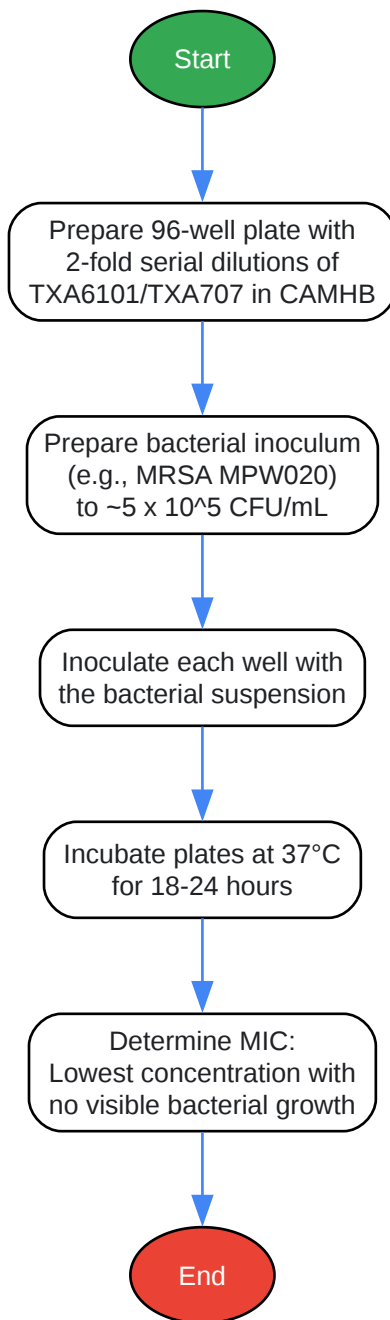 Start
Prepare 96-well plate with
2-fold serial dilutions of
TXA6101/TXA707 in CAMHB
Prepare bacterial inoculum
(e.g., MRSA MPW020)
to ~5 x 10^5 CFU/mL
Inoculate each well with
the bacterial suspension
Incubate plates at 37°C
for 18-24 hours
Determine MIC:
Lowest concentration with
no visible bacterial growth
End